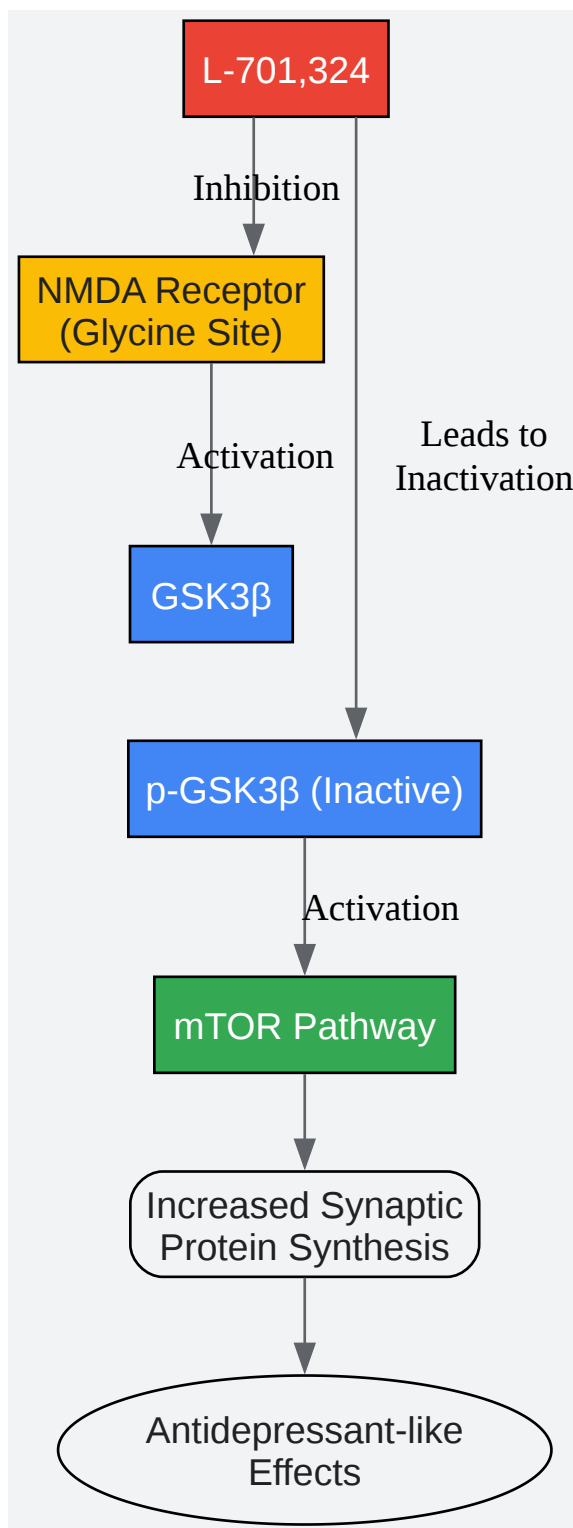 L-701,324
Inhibition
NMDA Receptor
(Glycine Site)
Leads to
Inactivation
Activation
GSK3β
p-GSK3β (Inactive)
Activation
mTOR Pathway
Increased Synaptic
Protein Synthesis
Antidepressant-like
Effects